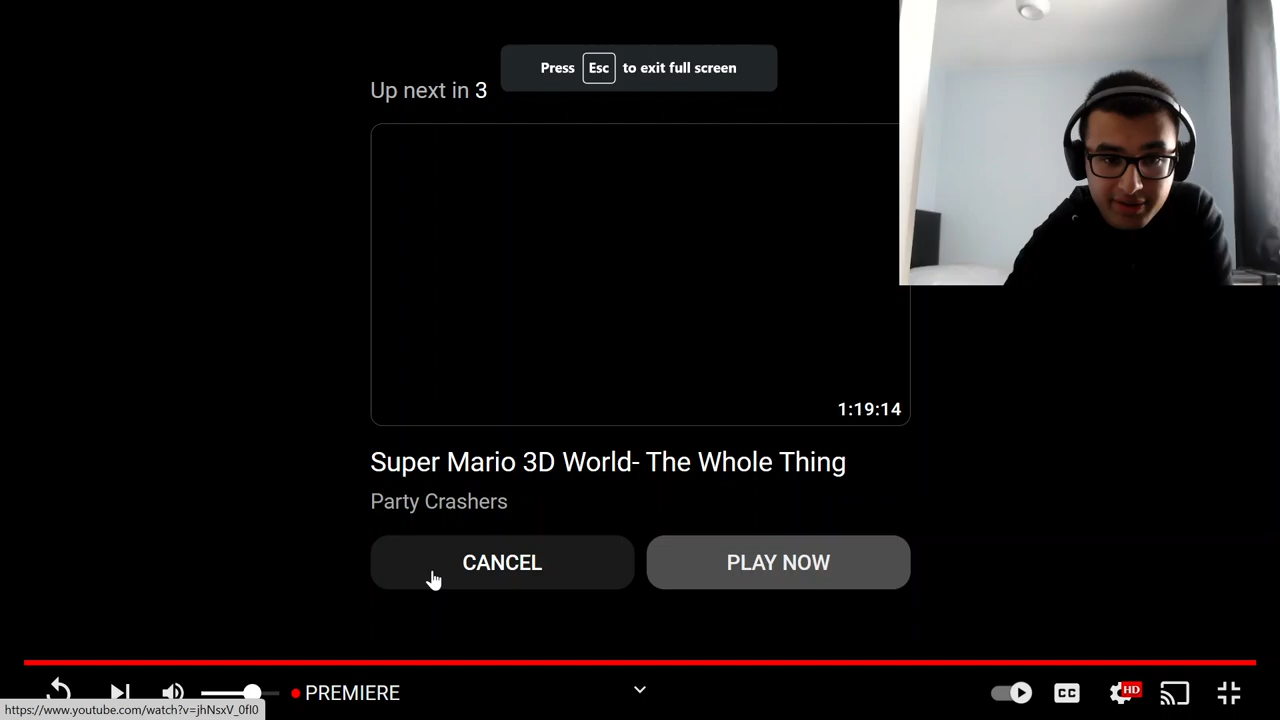 Press Esc to exit full screen
Up next in 3
1:19:14
Super Mario 3D World- The Whole Thing
Party Crashers
CANCEL
PLAY NOW
PREMIERE
CC
HD
https://www.youtube.com/watch?v=jhNsxV_0fI0